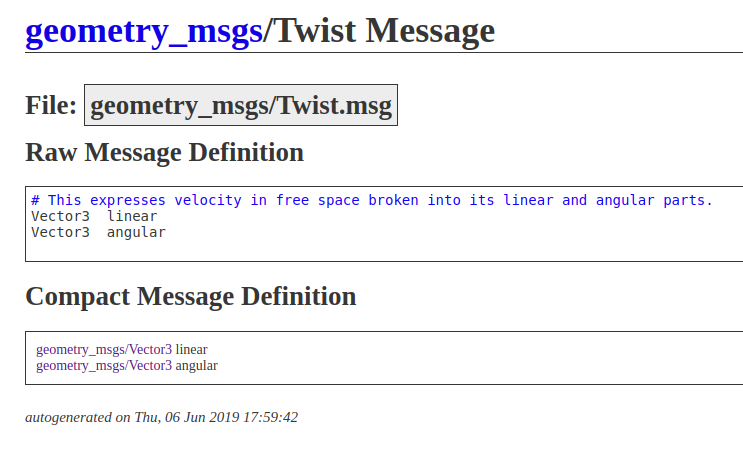 geometry_msgs/Twist Message
File: geometry_msgs/Twist.msg
Raw Message Definition
# This expresses velocity in free space broken into its linear and angular parts.
Vector3  linear
Vector3  angular
Compact Message Definition
geometry_msgs/Vector3 linear
geometry_msgs/Vector3 angular
autogenerated on Thu, 06 Jun 2019 17:59:42